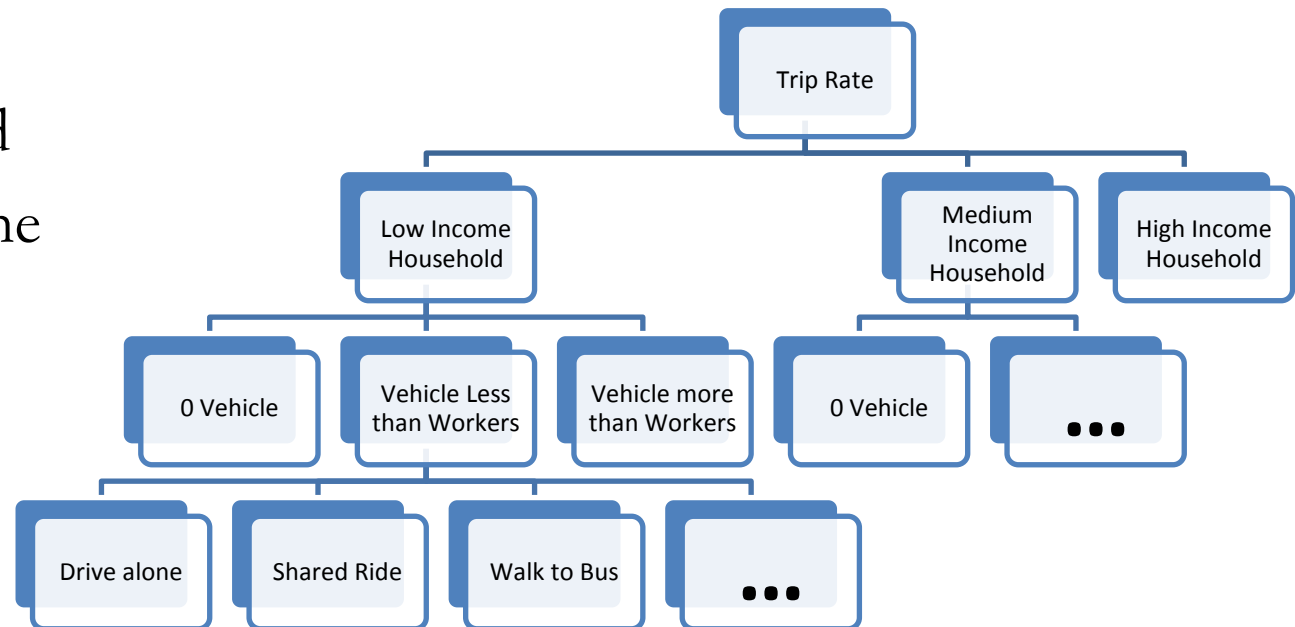 Trip Rate
Low Income
Household
Medium
Income
Household
High Income
Household
0 Vehicle
Vehicle Less
than Workers
Vehicle more
than Workers
0 Vehicle
...
Drive alone
Shared Ride
Walk to Bus
...